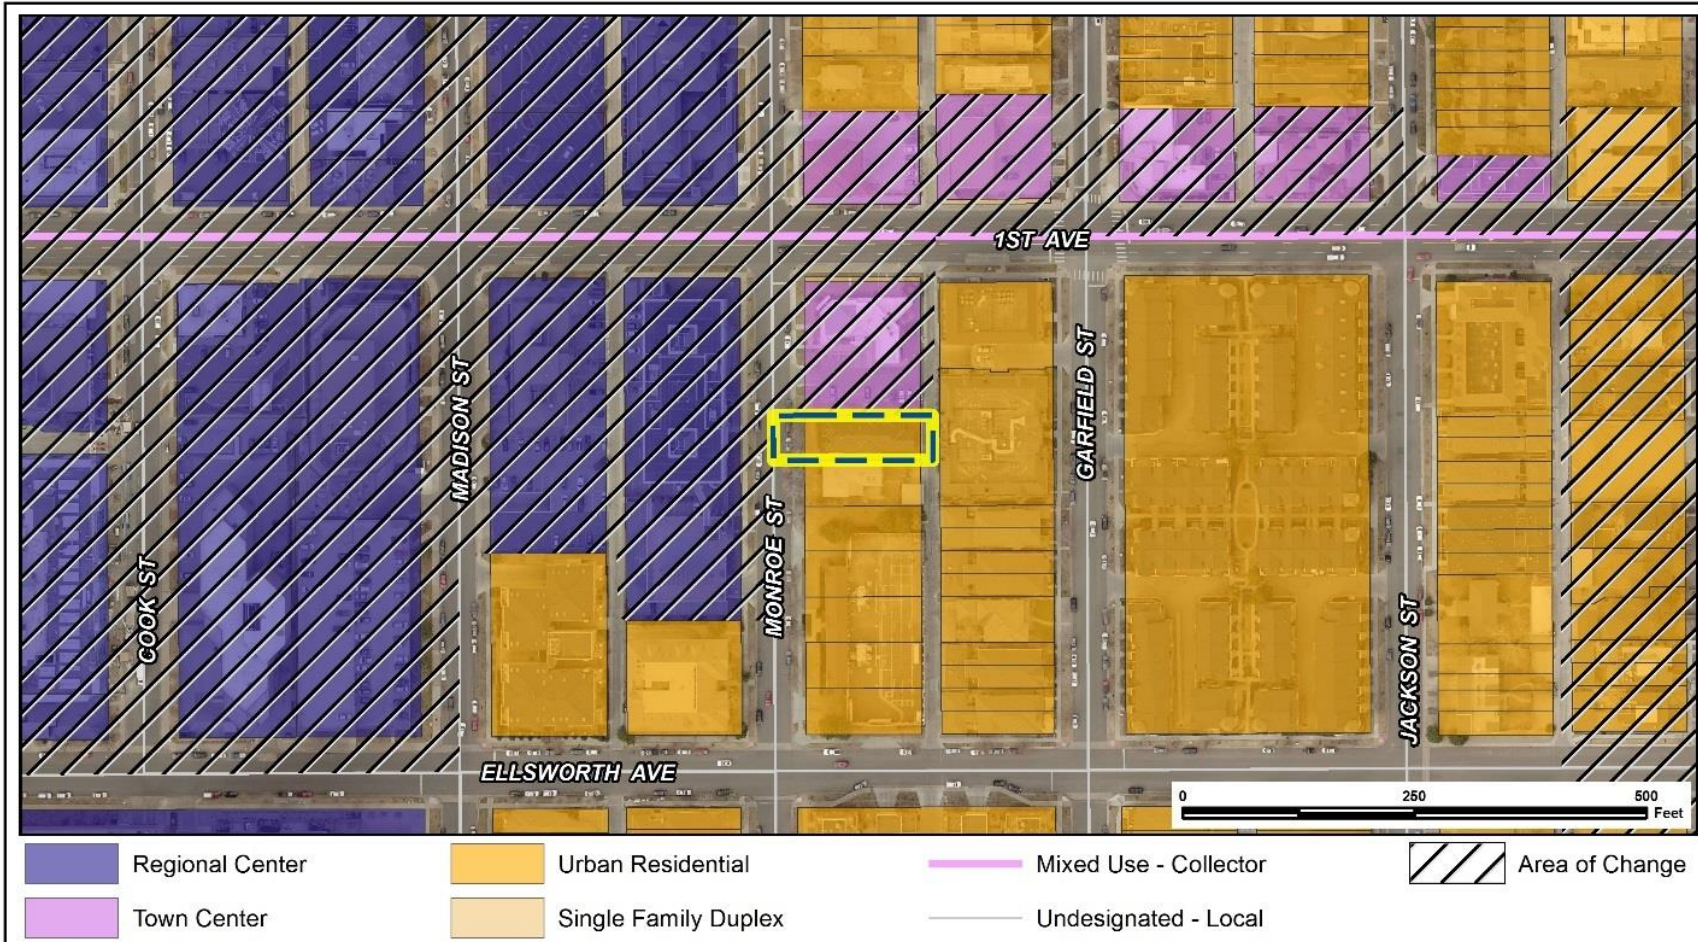 1ST AVE
MADISON ST
GARFIELD ST
MONROE ST
COOK ST
JACKSON ST
ELLSWORTH AVE
0 250 500
Feet
Regional Center
Urban Residential
Mixed Use - Collector
Area of Change
Town Center
Single Family Duplex
Undesignated - Local